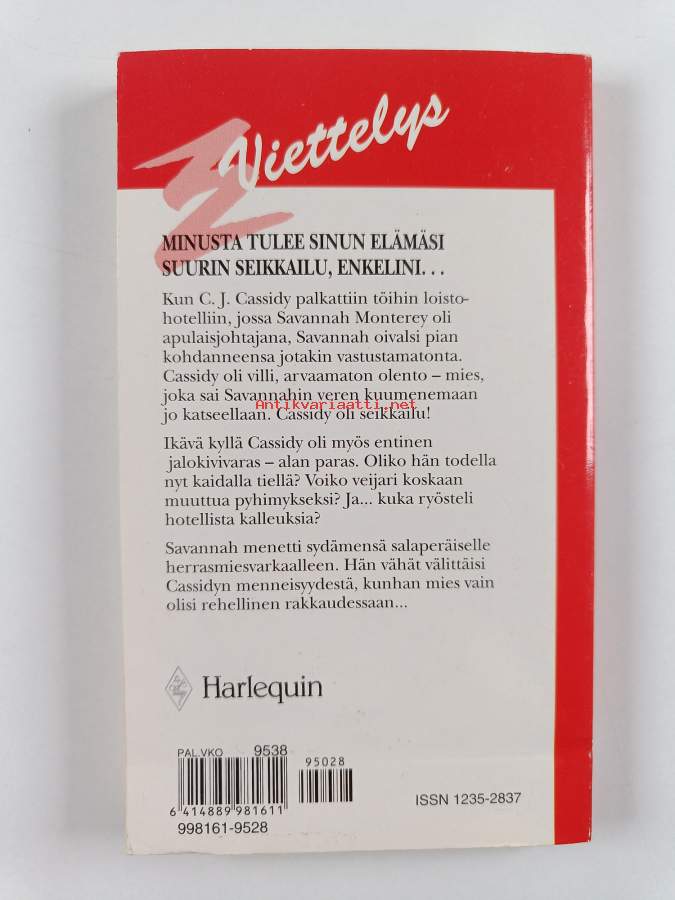 Viettelys
MINUSTA TULEE SINUN ELÄMÄSI
SUURIN SEIKKAILU, ENKELINI...
Kun C. J. Cassidy palkattiin töihin loisto-
hotelliin, jossa Savannah Monterey oli
apulaisjohtajana, Savannah oivalsi pian
kohdanneensa jotakin vastustamatonta.
Cassidy oli villi, arvaamaton olento – mies,
joka sai Savannahin veren kuumenemaan
Antikvariaatti.net
jo katseellaan. Cassidy oli seikkailu!
Ikävä kyllä Cassidy oli myös entinen
jalokivivaras – alan paras. Oliko hän todella
nyt kaidalla tiellä? Voiko veijari koskaan
muuttua pyhimykseksi? Ja... kuka ryösteli
hotellista kalleuksia?
Savannah menetti sydämensä salaperäiselle
herrasmiesvarkaalleen. Hän vähät välittäisi
Cassidyn menneisyydestä, kunhan mies vain
olisi rehellinen rakkaudessaan...
Harlequin
PAL.VKO 9538
95028
6 414889 981611
998161-9528
ISSN 1235-2837